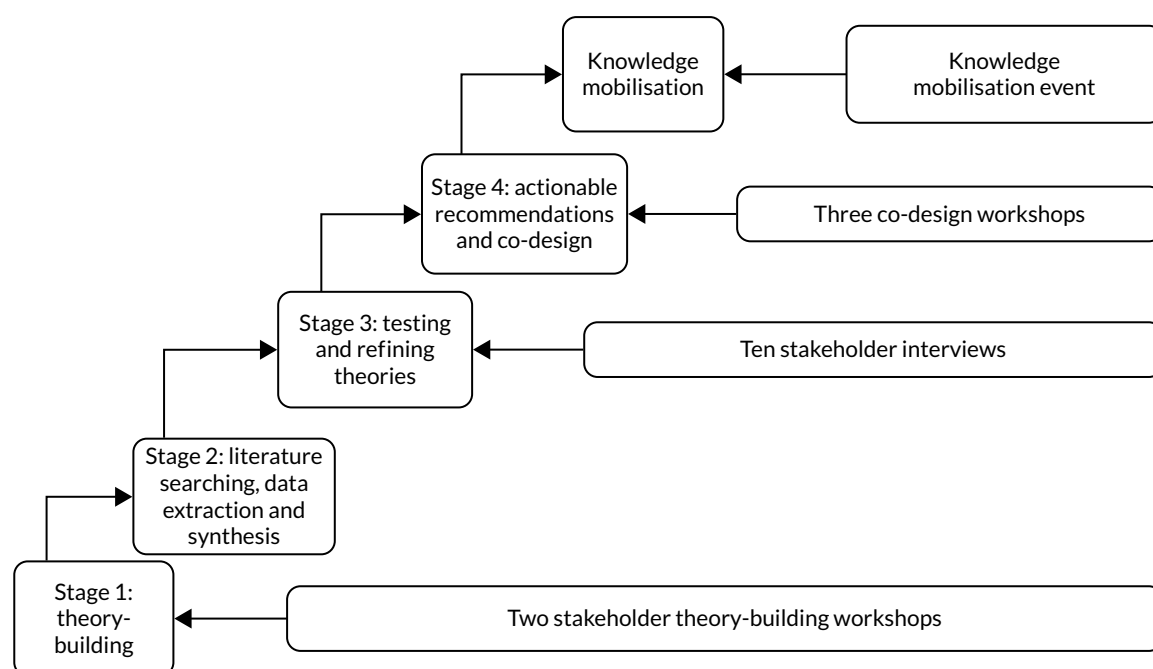 Knowledge
mobilisation
Knowledge
mobilisation event
Stage 4: actionable
recommendations
and co-design
Three co-design workshops
Stage 3: testing
and refining
theories
Ten stakeholder interviews
Stage 2: literature
searching, data
extraction and
synthesis
Stage 1:
theory-
building
Two stakeholder theory-building workshops